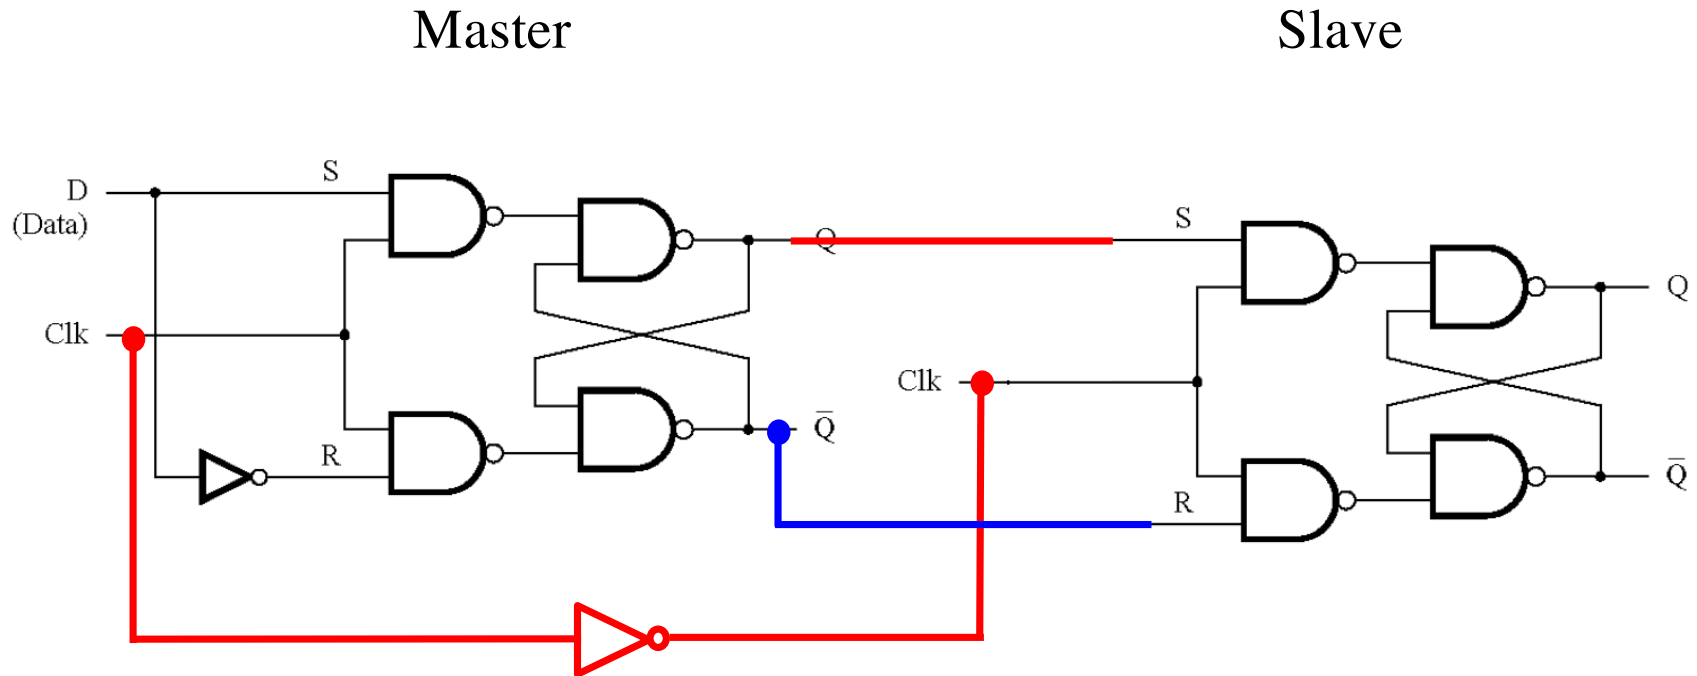 Master
Slave
D
(Data)
S
Clk
R
Q
Q̅
S
Clk
R
Q
Q̅